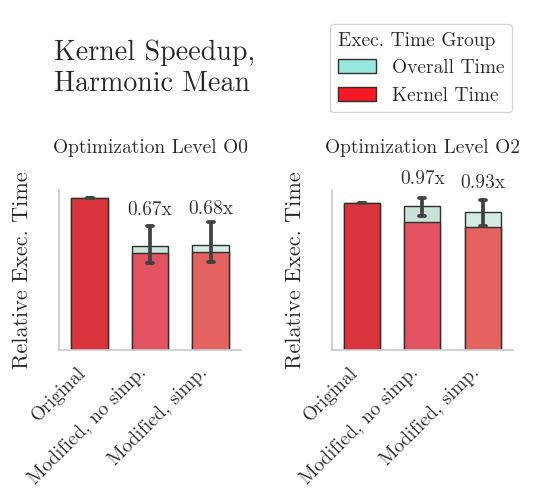 Kernel Speedup,
Harmonic Mean
Exec. Time Group
Overall Time
Kernel Time
Optimization Level O0
Relative Exec. Time
0.67x
0.68x
Original
Modified, no simp.
Modified, simp.
Optimization Level O2
Relative Exec. Time
0.97x
0.93x
Original
Modified, no simp.
Modified, simp.